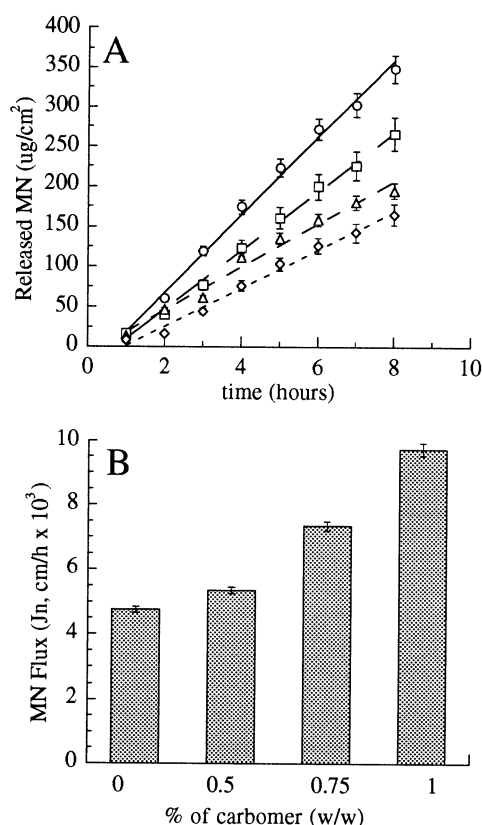 A
Released MN (ug/cm²)
400
350
300
250
200
150
100
50
0
0 2 4 6 8 10
time (hours)
B
MN Flux (Jn, cm/h x 10³)
10
8
6
4
2
0
0 0.5 0.75 1
% of carbomer (w/w)